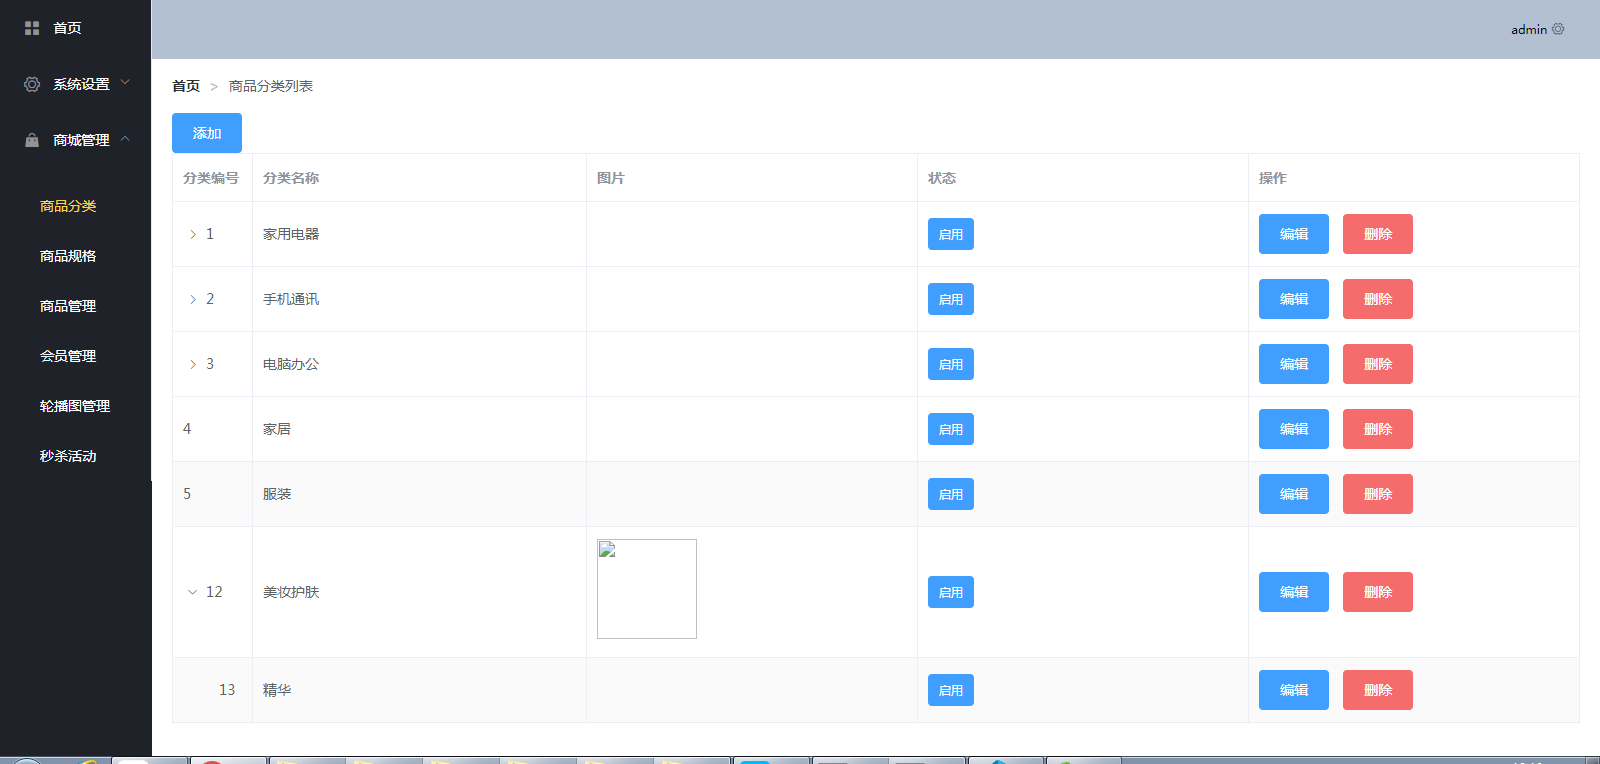 首页
系统设置
商城管理
商品分类
商品规格
商品管理
会员管理
轮播图管理
秒杀活动
admin
首页 > 商品分类列表
添加
分类编号 分类名称 图片 状态 操作
1 家用电器 启用 编辑 删除
2 手机通讯 启用 编辑 删除
3 电脑办公 启用 编辑 删除
4 家居 启用 编辑 删除
5 服装 启用 编辑 删除
12 美妆护肤 启用 编辑 删除
13 精华 启用 编辑 删除